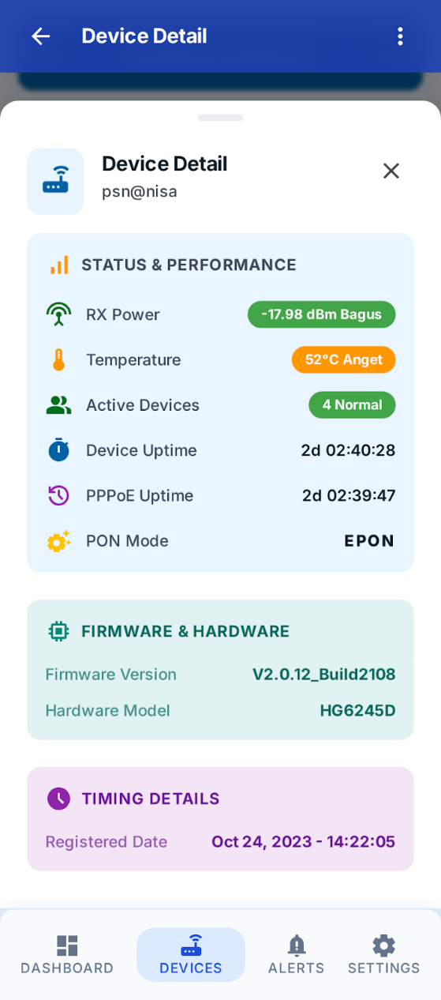 Device Detail
Device Detail
psn@nisa
STATUS & PERFORMANCE
RX Power -17.98 dBm Bagus
Temperature 52°C Anget
Active Devices 4 Normal
Device Uptime 2d 02:40:28
PPPoE Uptime 2d 02:39:47
PON Mode EPON
FIRMWARE & HARDWARE
Firmware Version V2.0.12_Build2108
Hardware Model HG6245D
TIMING DETAILS
Registered Date Oct 24, 2023 - 14:22:05
DASHBOARD DEVICES ALERTS SETTINGS